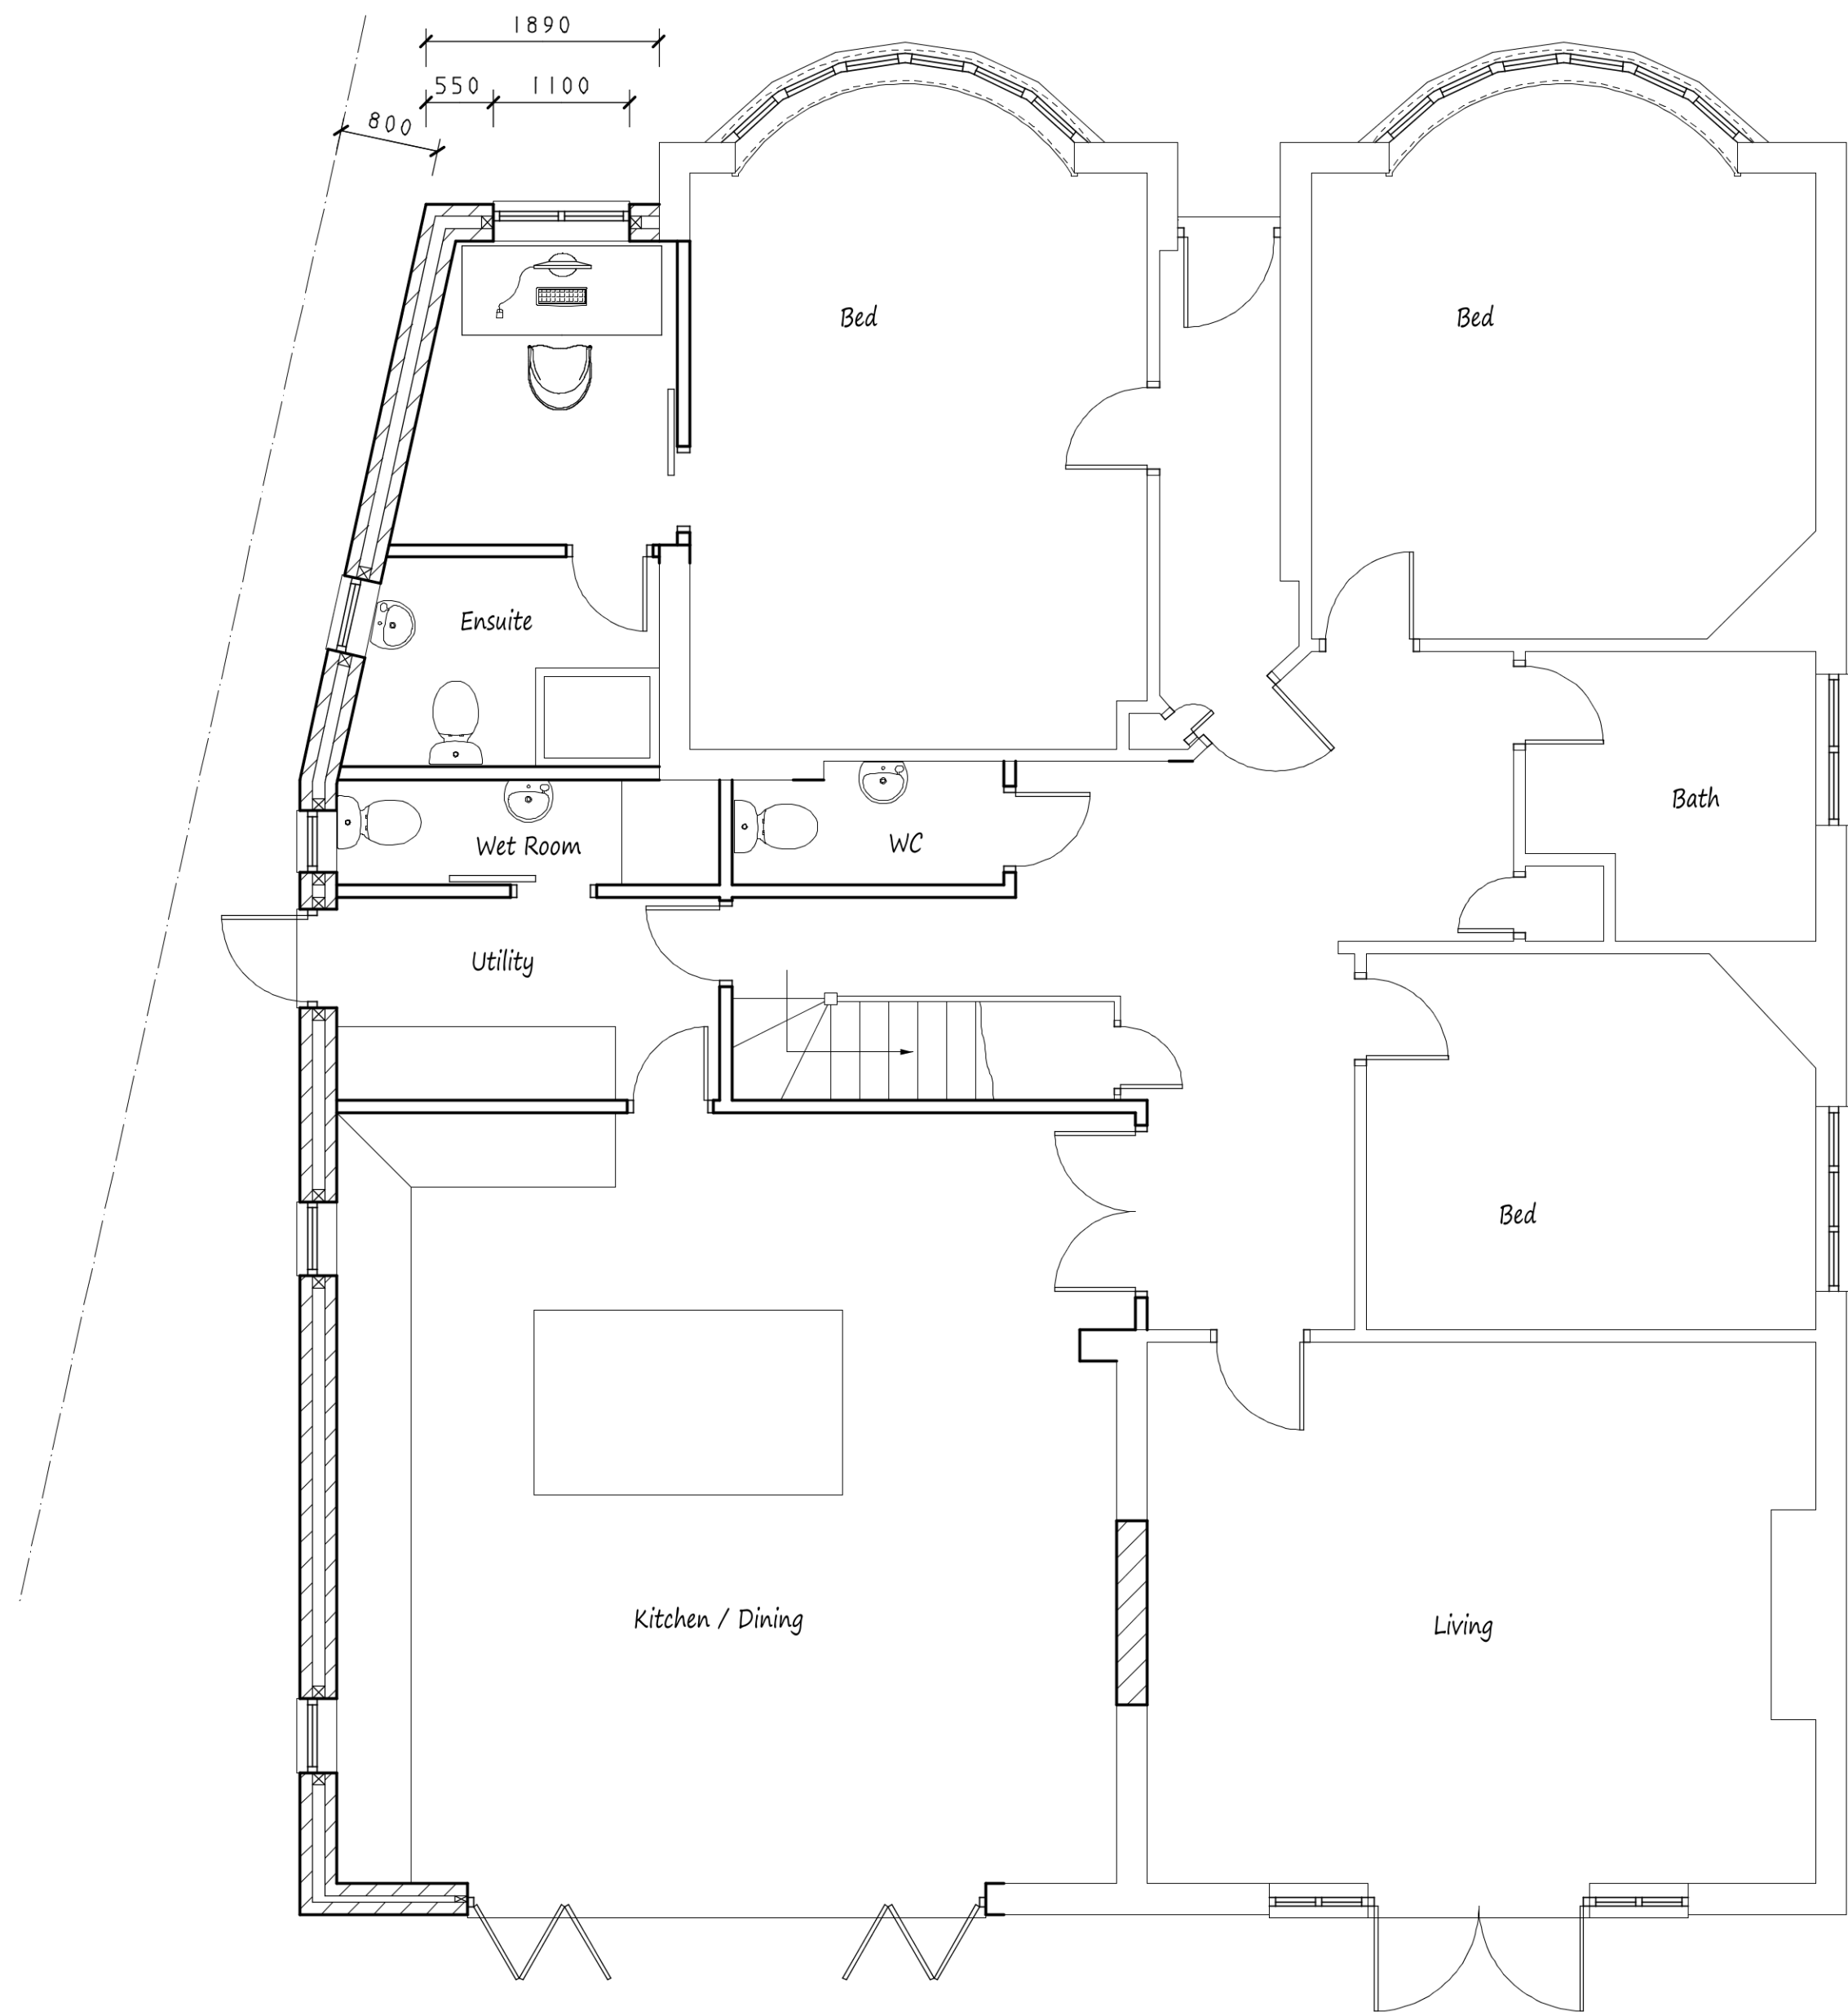 1890
550
1100
800
Bed
Bed
Ensuite
Bath
Wet Room
WC
Utility
Bed
Kitchen / Dining
Living